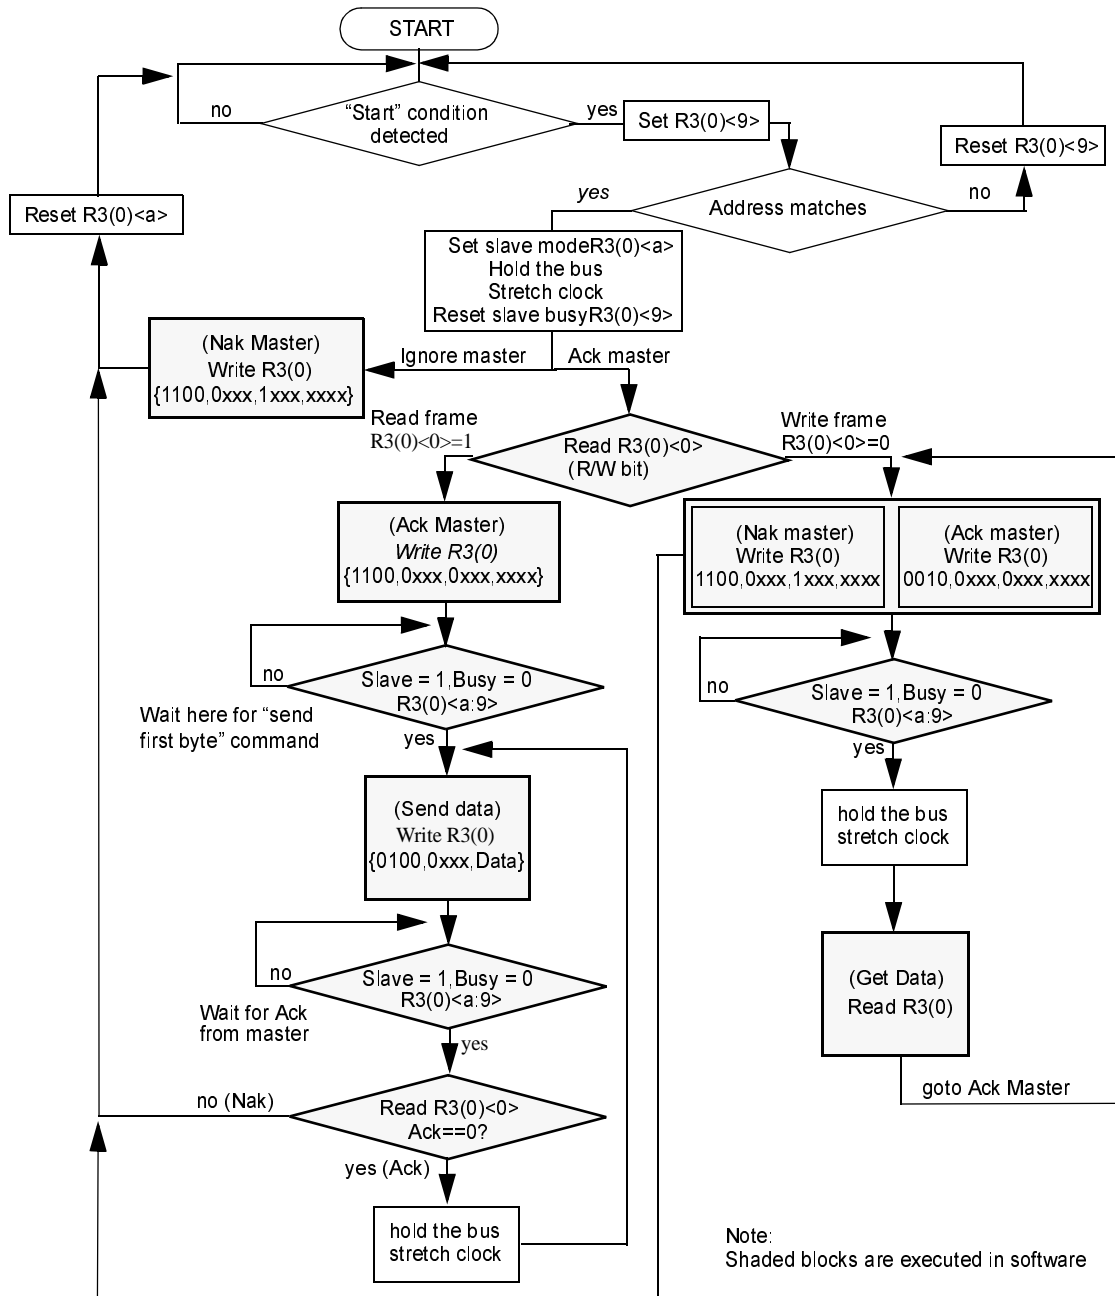 START
no
“Start” condition
detected
yes
Set R3(0)<9>
Reset R3(0)<9>
Reset R3(0)<a>
yes
Address matches
no
Set slave modeR3(0)<a>
Hold the bus
Stretch clock
Reset slave busyR3(0)<9>
(Nak Master)
Write R3(0)
{1100,0xxx,1xxx,xxxx}
Ignore master
Ack master
Read frame
R3(0)<0>=1
Read R3(0)<0>
(R/W bit)
Write frame
R3(0)<0>=0
(Ack Master)
Write R3(0)
{1100,0xxx,0xxx,xxxx}
(Nak master)
Write R3(0)
1100,0xxx,1xxx,xxxx
(Ack master)
Write R3(0)
0010,0xxx,0xxx,xxxx
no
Slave = 1,Busy = 0
R3(0)<a:9>
Wait here for “send
first byte” command
yes
no
Slave = 1,Busy = 0
R3(0)<a:9>
yes
(Send data)
Write R3(0)
{0100,0xxx,Data}
hold the bus
stretch clock
no
Slave = 1,Busy = 0
R3(0)<a:9>
Wait for Ack
from master
yes
(Get Data)
Read R3(0)
goto Ack Master
no (Nak)
Read R3(0)<0>
Ack==0?
yes (Ack)
hold the bus
stretch clock
Note:
Shaded blocks are executed in software